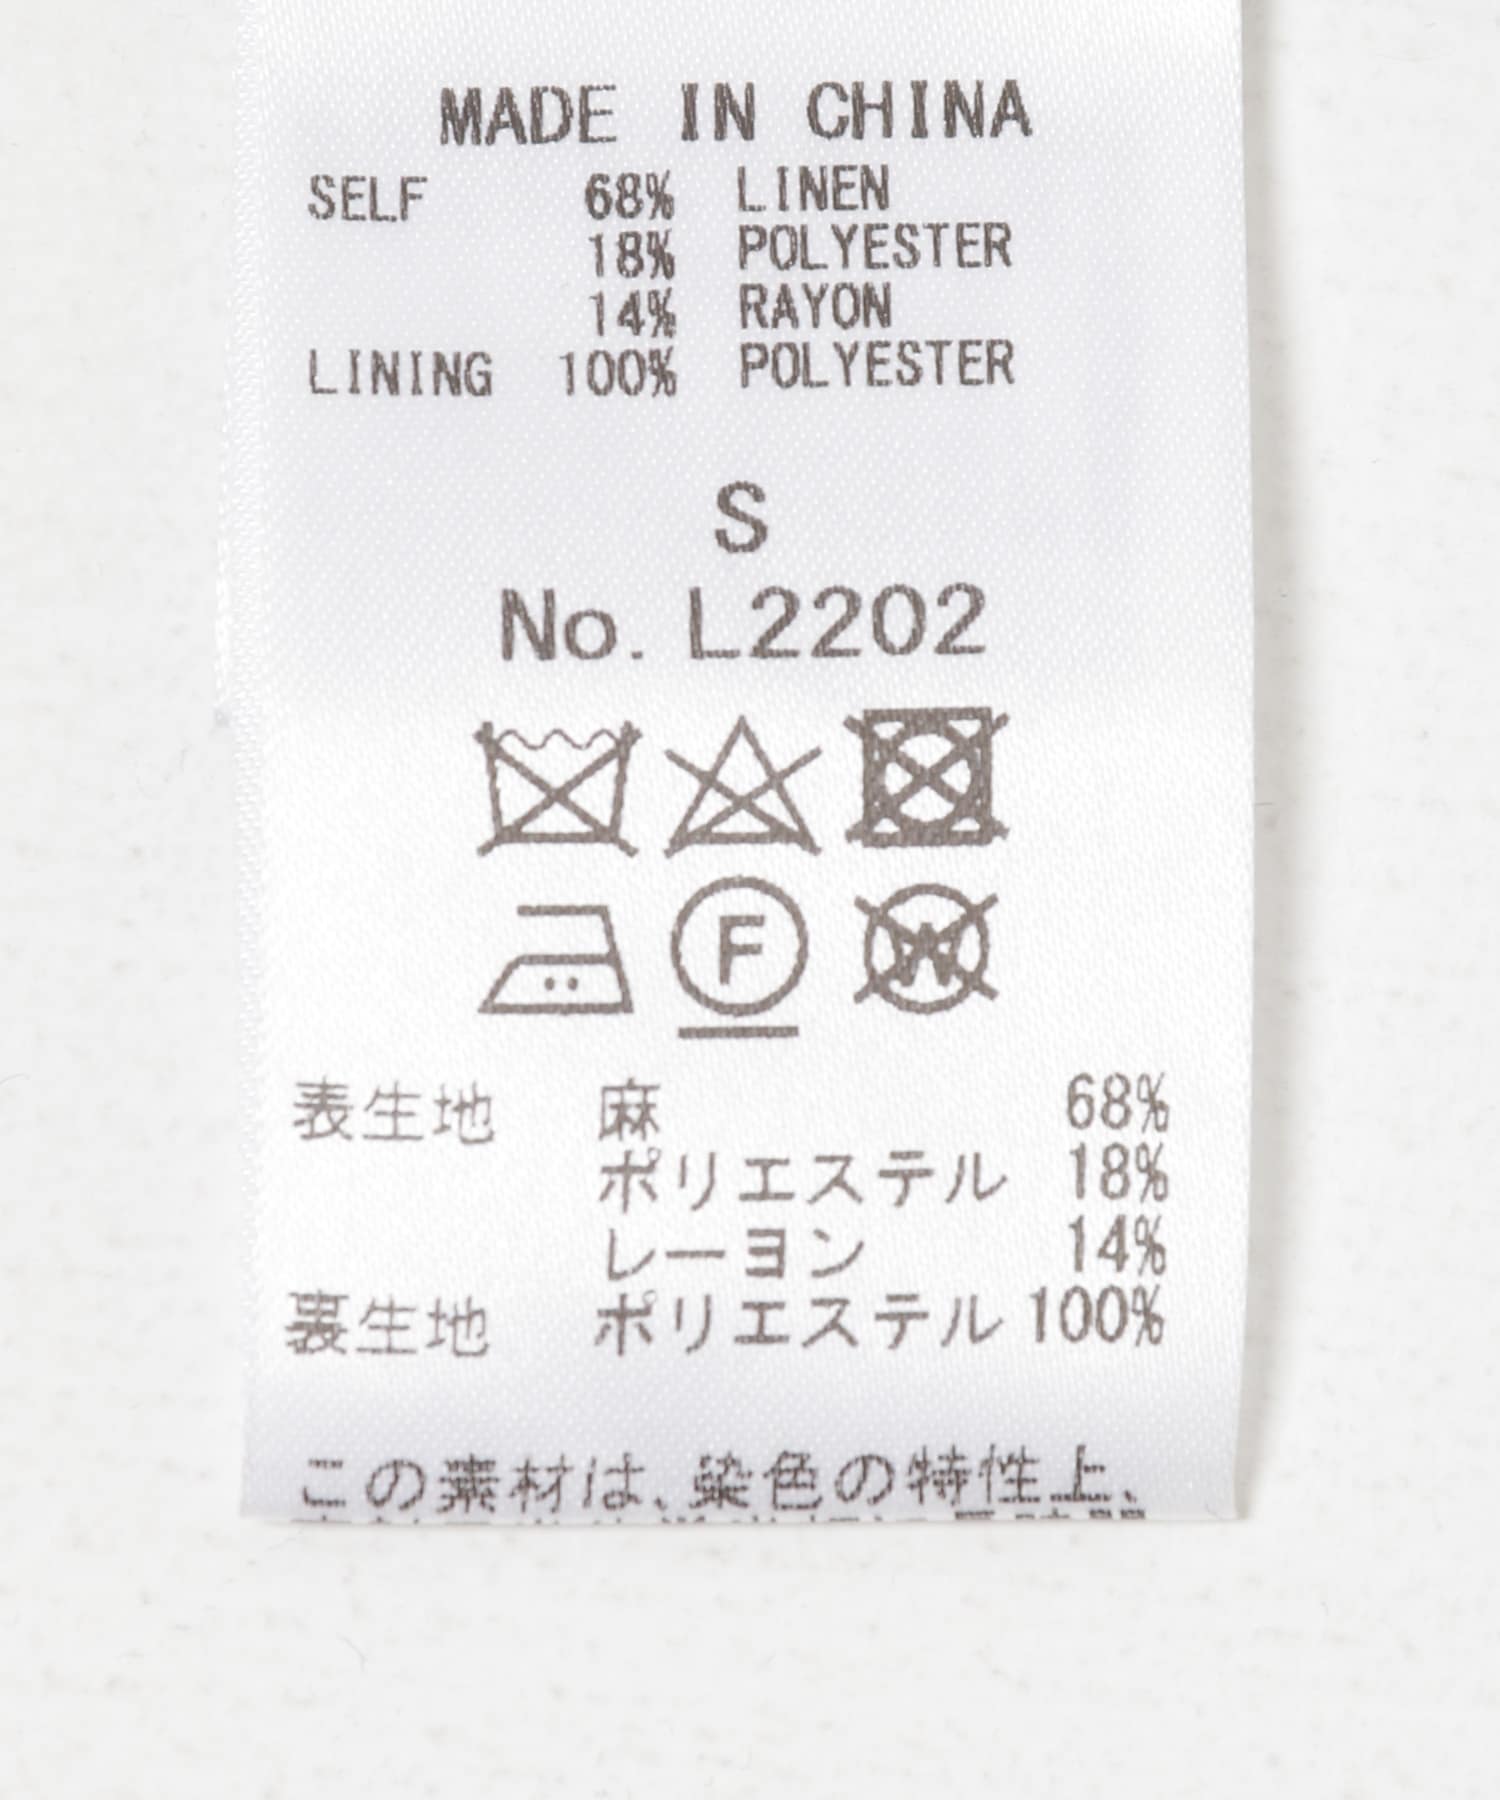 MADE IN CHINA
SELF 68% LINEN
18% POLYESTER
14% RAYON
LINING 100% POLYESTER
S
No. L2202
F W
表生地 麻 68%
ポリエステル 18%
レーヨン 14%
裏生地 ポリエステル 100%
この素材は、染色の特性上、